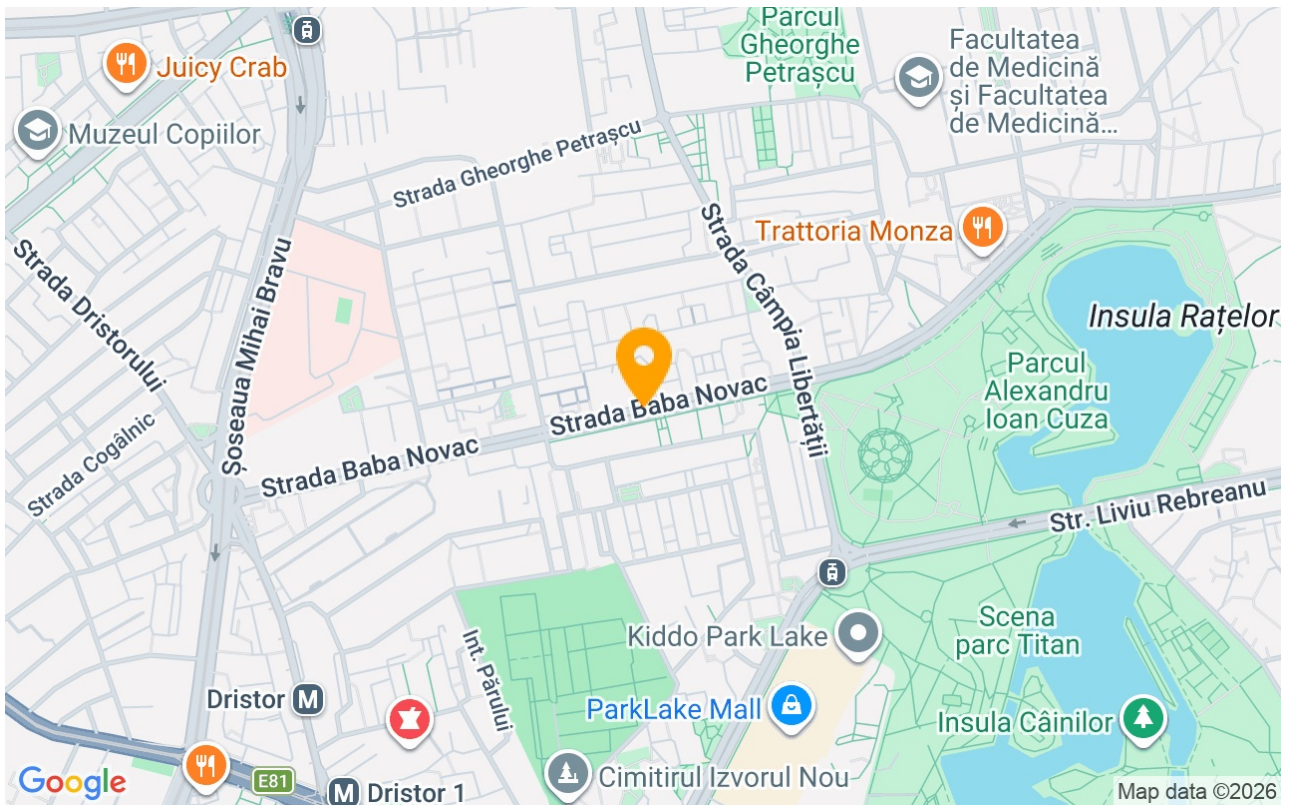 Juicy Crab
Muzeul Copiilor
Parcul
Gheorghe
Petrașcu
Facultatea
de Medicină
și Facultatea
de Medicină...
Strada Gheorghe Petrașcu
Trattoria Monza
Strada Dristorului
Șoseaua Mihai Bravu
Strada Câmpia Libertății
Insula Rațelor
Parcul
Alexandru
Ioan Cuza
Strada Baba Novac
Strada Baba Novac
Strada Cogâlnic
Str. Liviu Rebreanu
Scena
parc Titan
Kiddo Park Lake
Int. Părului
Dristor M
ParkLake Mall
Insula Câinilor
Cimitirul Izvorul Nou
Google
E81
M Dristor 1
Map data ©2026